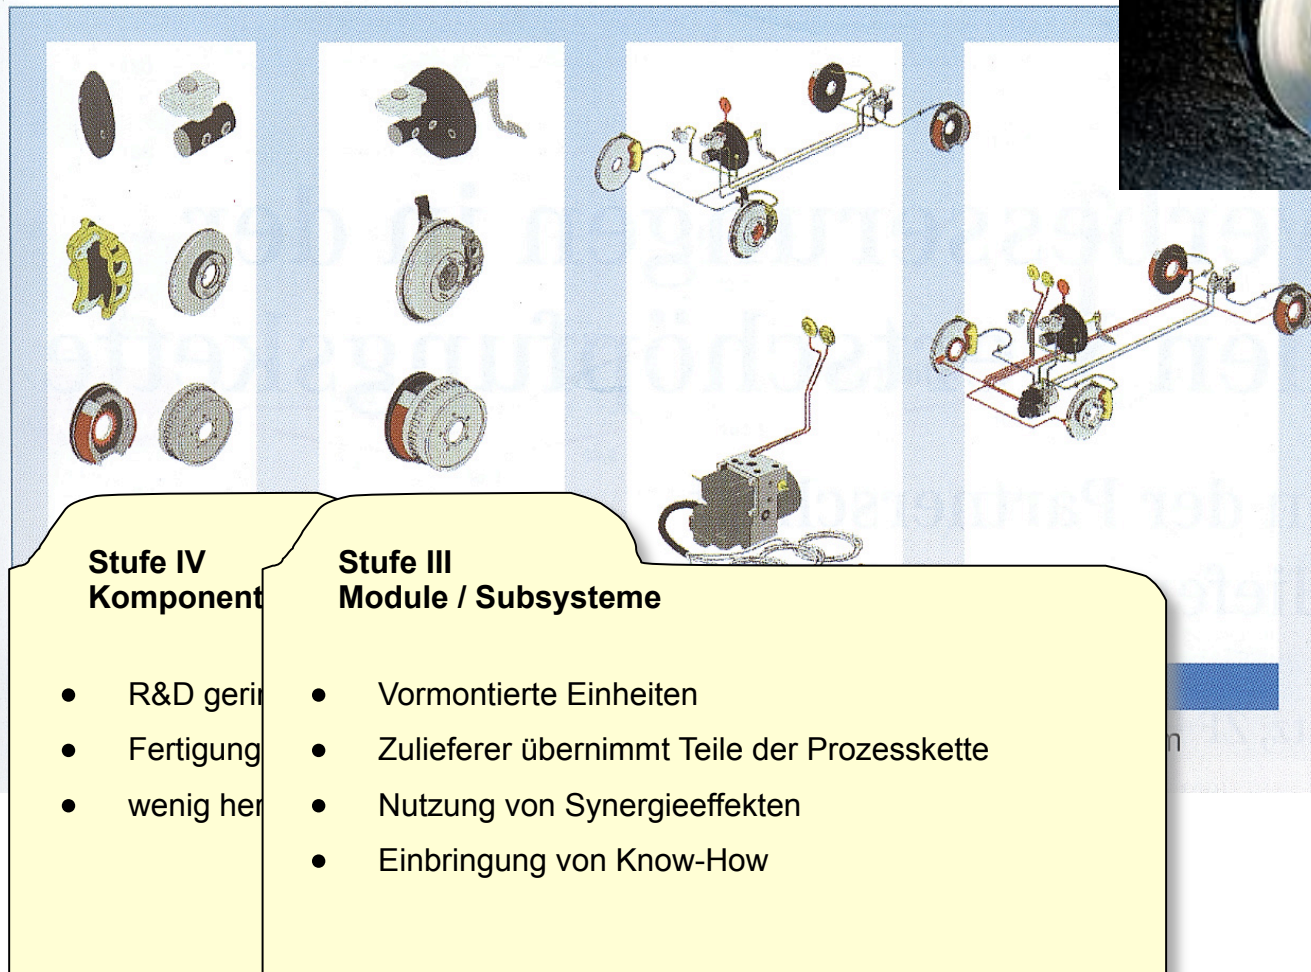 Stufe IV
Komponent
R&D gerin
Fertigung
wenig her
Stufe III
Module / Subsysteme
Vormontierte Einheiten
Zulieferer übernimmt Teile der Prozesskette
Nutzung von Synergieeffekten
Einbringung von Know-How